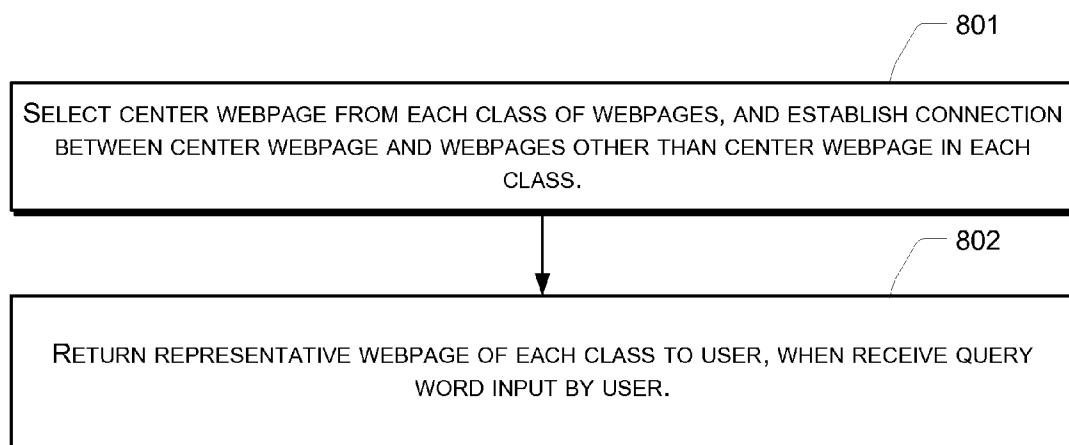 801
SELECT CENTER WEBPAGE FROM EACH CLASS OF WEBPAGES, AND ESTABLISH CONNECTION
BETWEEN CENTER WEBPAGE AND WEBPAGES OTHER THAN CENTER WEBPAGE IN EACH
CLASS.
802
RETURN REPRESENTATIVE WEBPAGE OF EACH CLASS TO USER, WHEN RECEIVE QUERY
WORD INPUT BY USER.